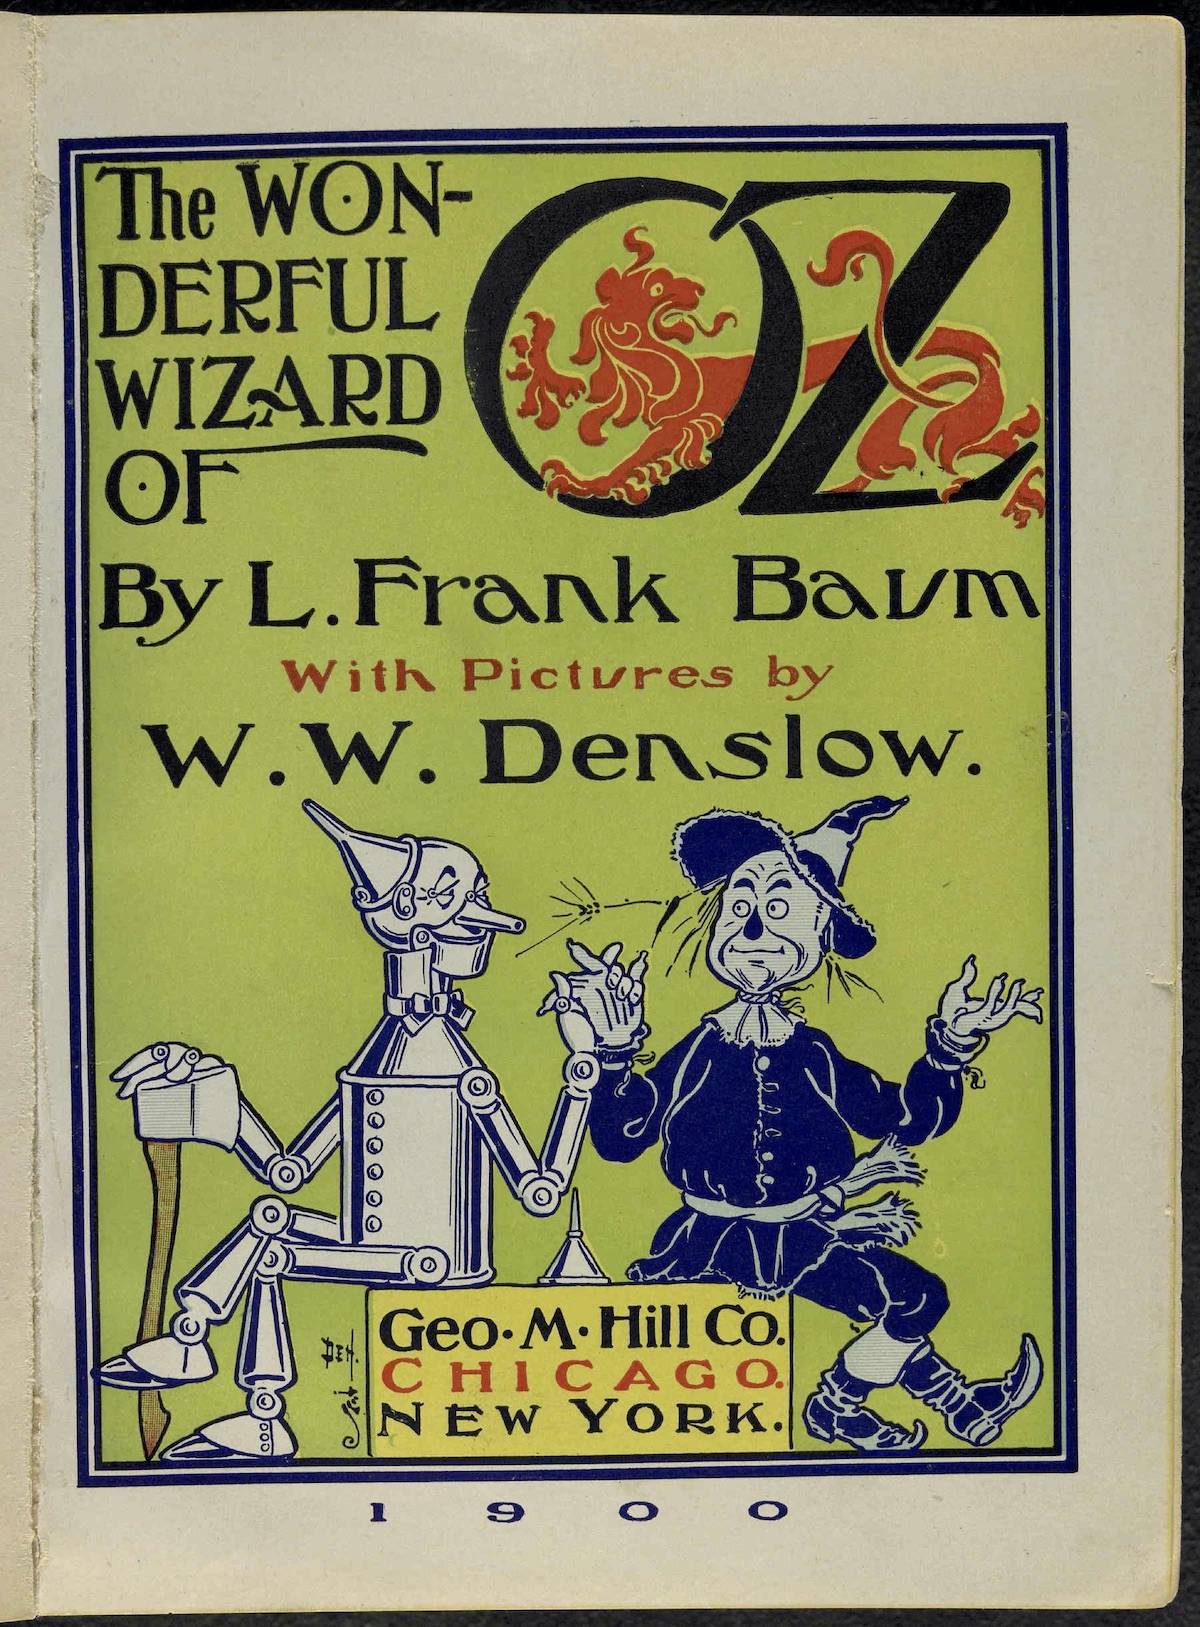 The WON-
DERFUL
WIZARD
OF
OZ
By L. Frank Baum
With Pictures by
W. W. Denslow.
Geo. M. Hill Co.
CHICAGO.
NEW YORK.
DEN.
1900